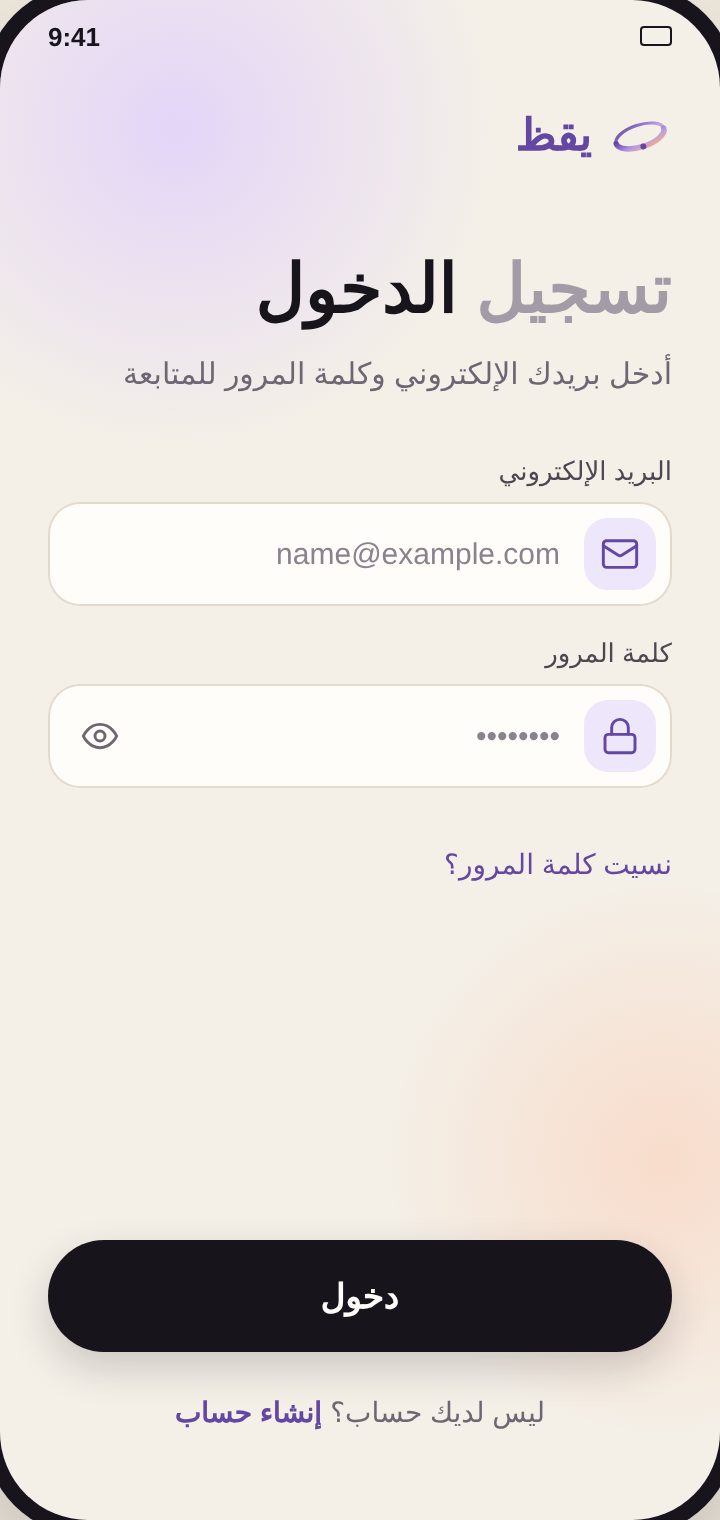 9:41
يقظ
تسجيل الدخول
أدخل بريدك الإلكتروني وكلمة المرور للمتابعة
البريد الإلكتروني
name@example.com
كلمة المرور
••••••••
نسيت كلمة المرور؟
دخول
ليس لديك حساب؟ إنشاء حساب